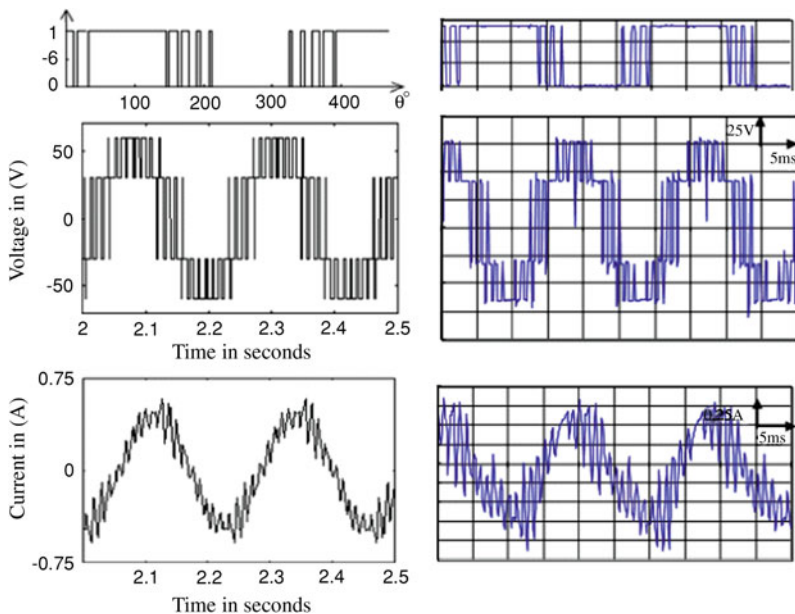 1
-6
0
100 200 300 400 θ°
Voltage in (V)
50
0
-50
2 2.1 2.2 2.3 2.4 2.5
Time in seconds
25V
5ms
Current in (A)
0.75
0
-0.75
2.1 2.2 2.3 2.4 2.5
Time in seconds
0.25A
5ms